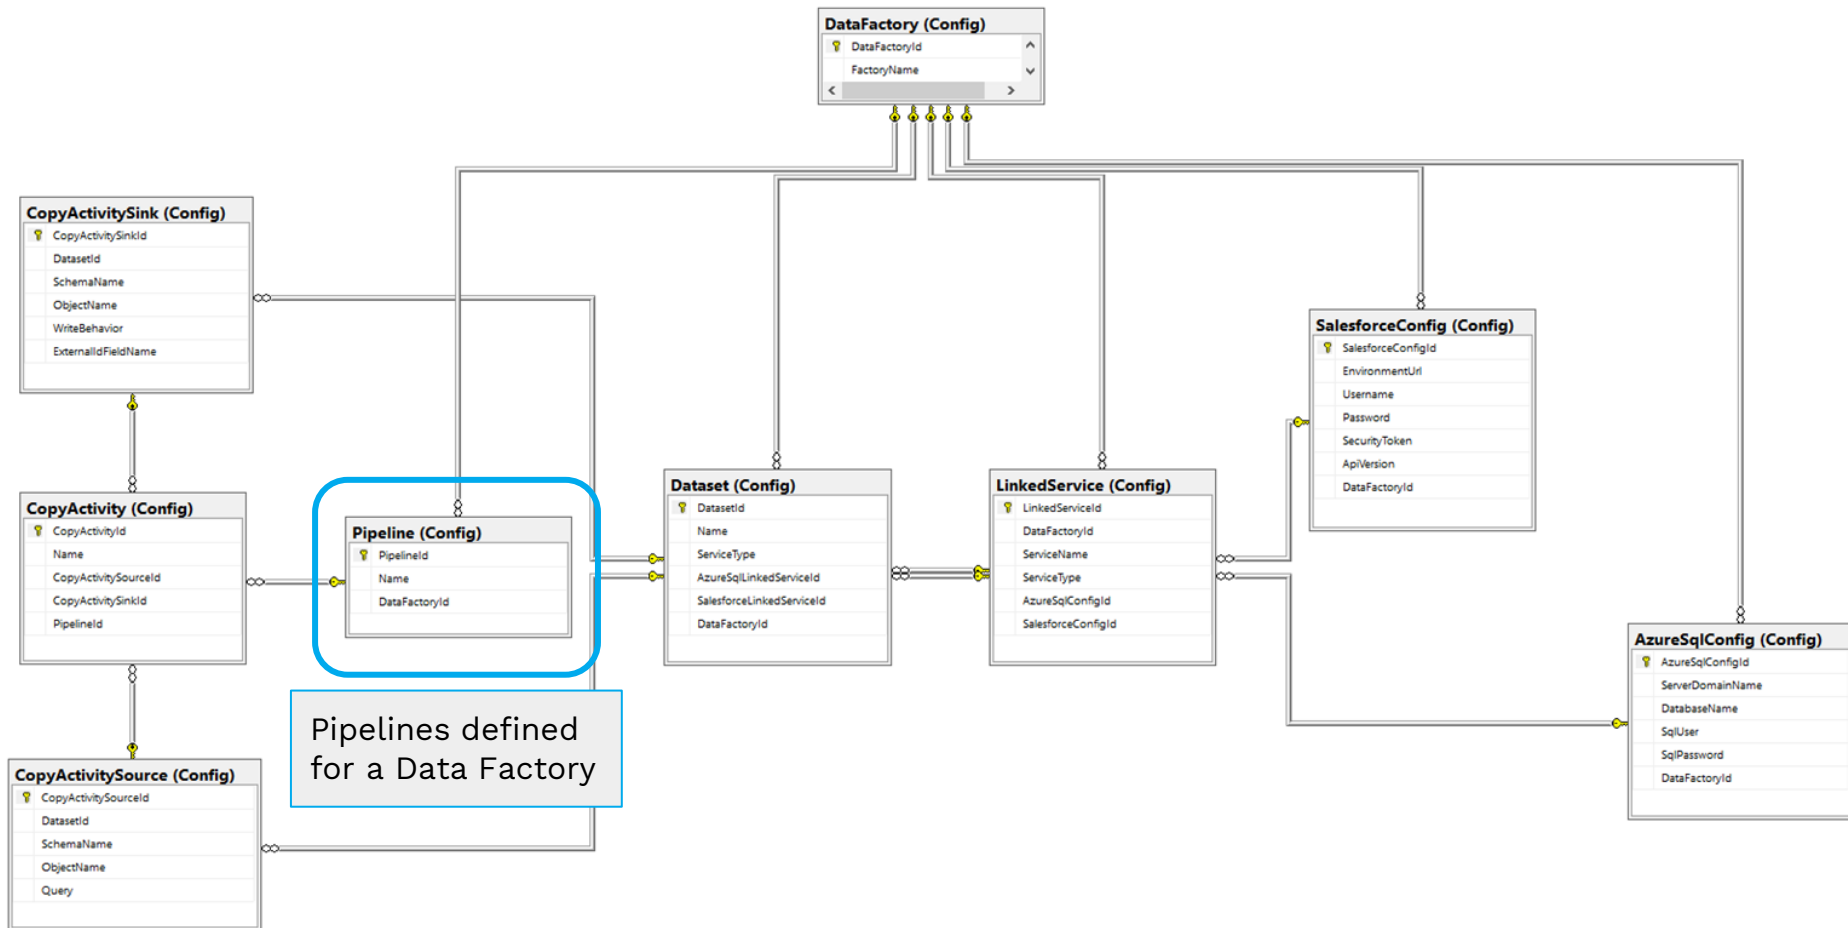 DataFactory (Config)
DataFactoryId
FactoryName
CopyActivitySink (Config)
CopyActivitySinkId
DatasetId
SchemaName
ObjectName
WriteBehavior
ExternalIdFieldName
SalesforceConfig (Config)
SalesforceConfigId
EnvironmentUrl
Username
Password
SecurityToken
ApiVersion
DataFactoryId
CopyActivity (Config)
CopyActivityId
Name
CopyActivitySourceId
CopyActivitySinkId
PipelineId
Pipeline (Config)
PipelineId
Name
DataFactoryId
Dataset (Config)
DatasetId
Name
ServiceType
AzureSqlLinkedServiceId
SalesforceLinkedServiceId
DataFactoryId
LinkedService (Config)
LinkedServiceId
DataFactoryId
ServiceName
ServiceType
AzureSqlConfigId
SalesforceConfigId
AzureSqlConfig (Config)
AzureSqlConfigId
ServerDomainName
DatabaseName
SqlUser
SqlPassword
DataFactoryId
Pipelines defined
for a Data Factory
CopyActivitySource (Config)
CopyActivitySourceId
DatasetId
SchemaName
ObjectName
Query